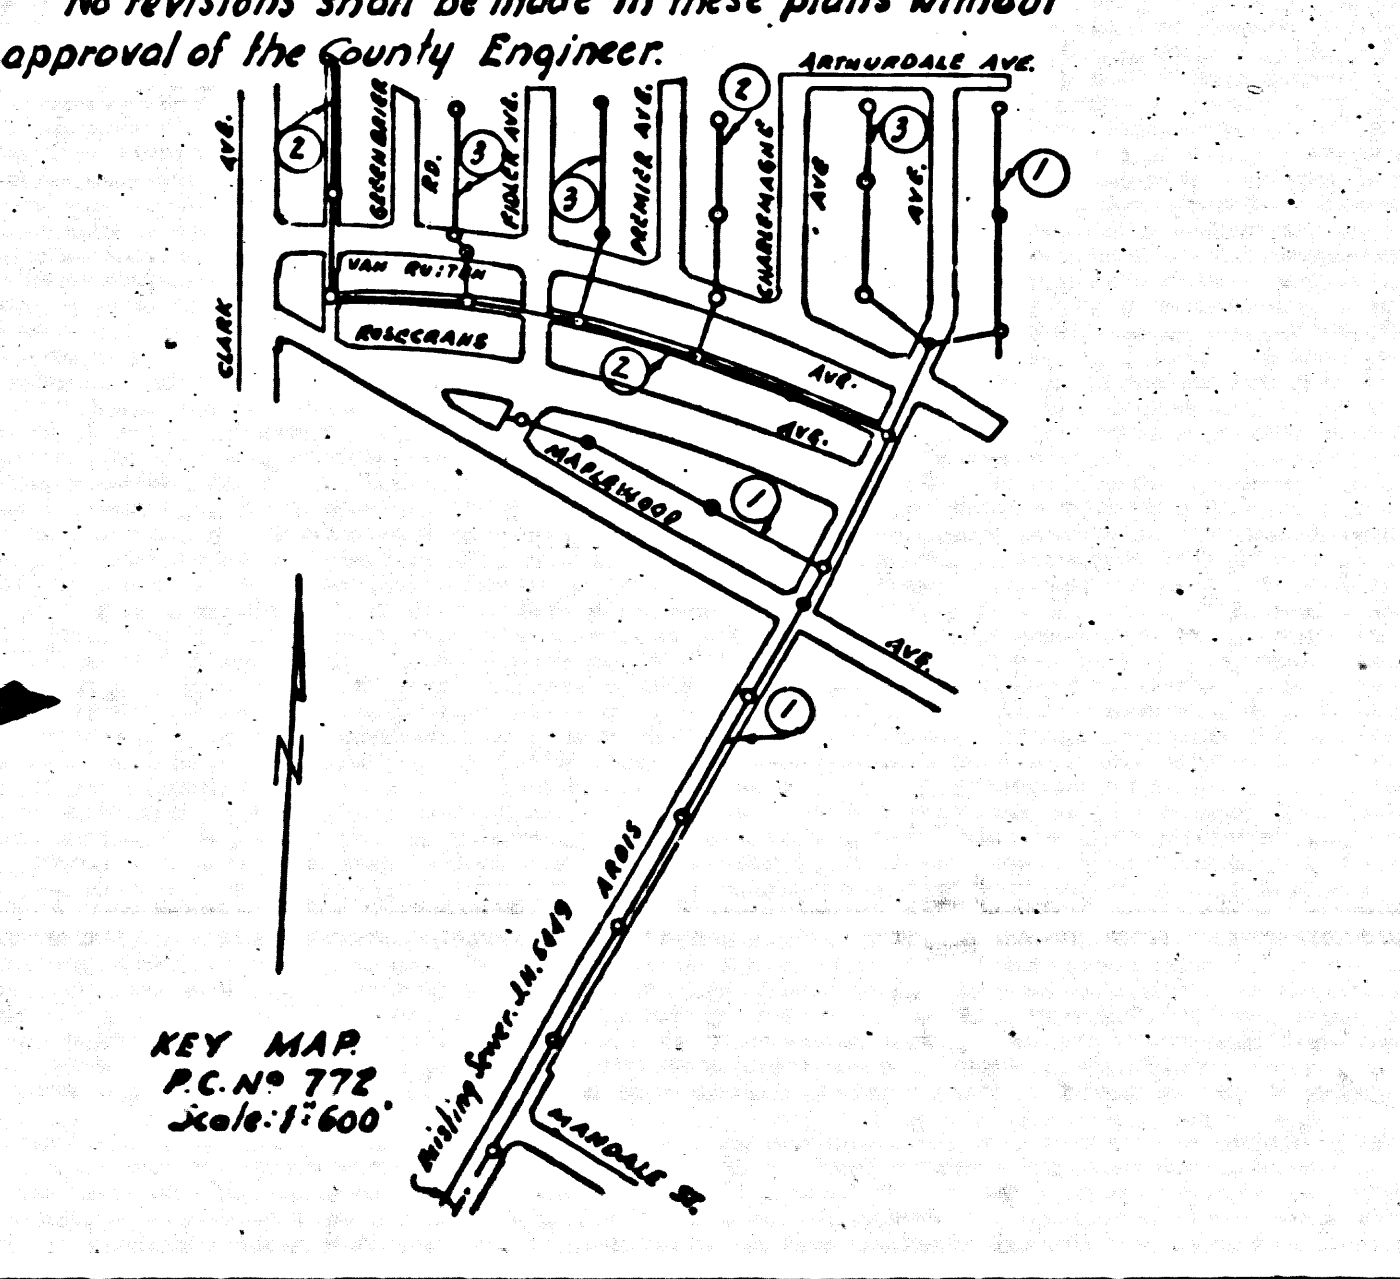 No revisions shall be made in these plans without
approval of the County Engineer.
ARTHURDALE AVE.
CLARK AVE.
2
GREENBRIER RD.
3
FIDLER AVE.
3
PREMIER AVE.
2
CHARLEMAGNE AVE
3
AVE.
1
VAN RUITEN AVE.
ROSECRANS AVE.
2
MAPLEWOOD AVE.
1
1
N
ARDIS
Existing Sewer. J.N. 6449
MANDALE ST.
KEY MAP.
P.C. Nº 772
Scale: 1"=600'